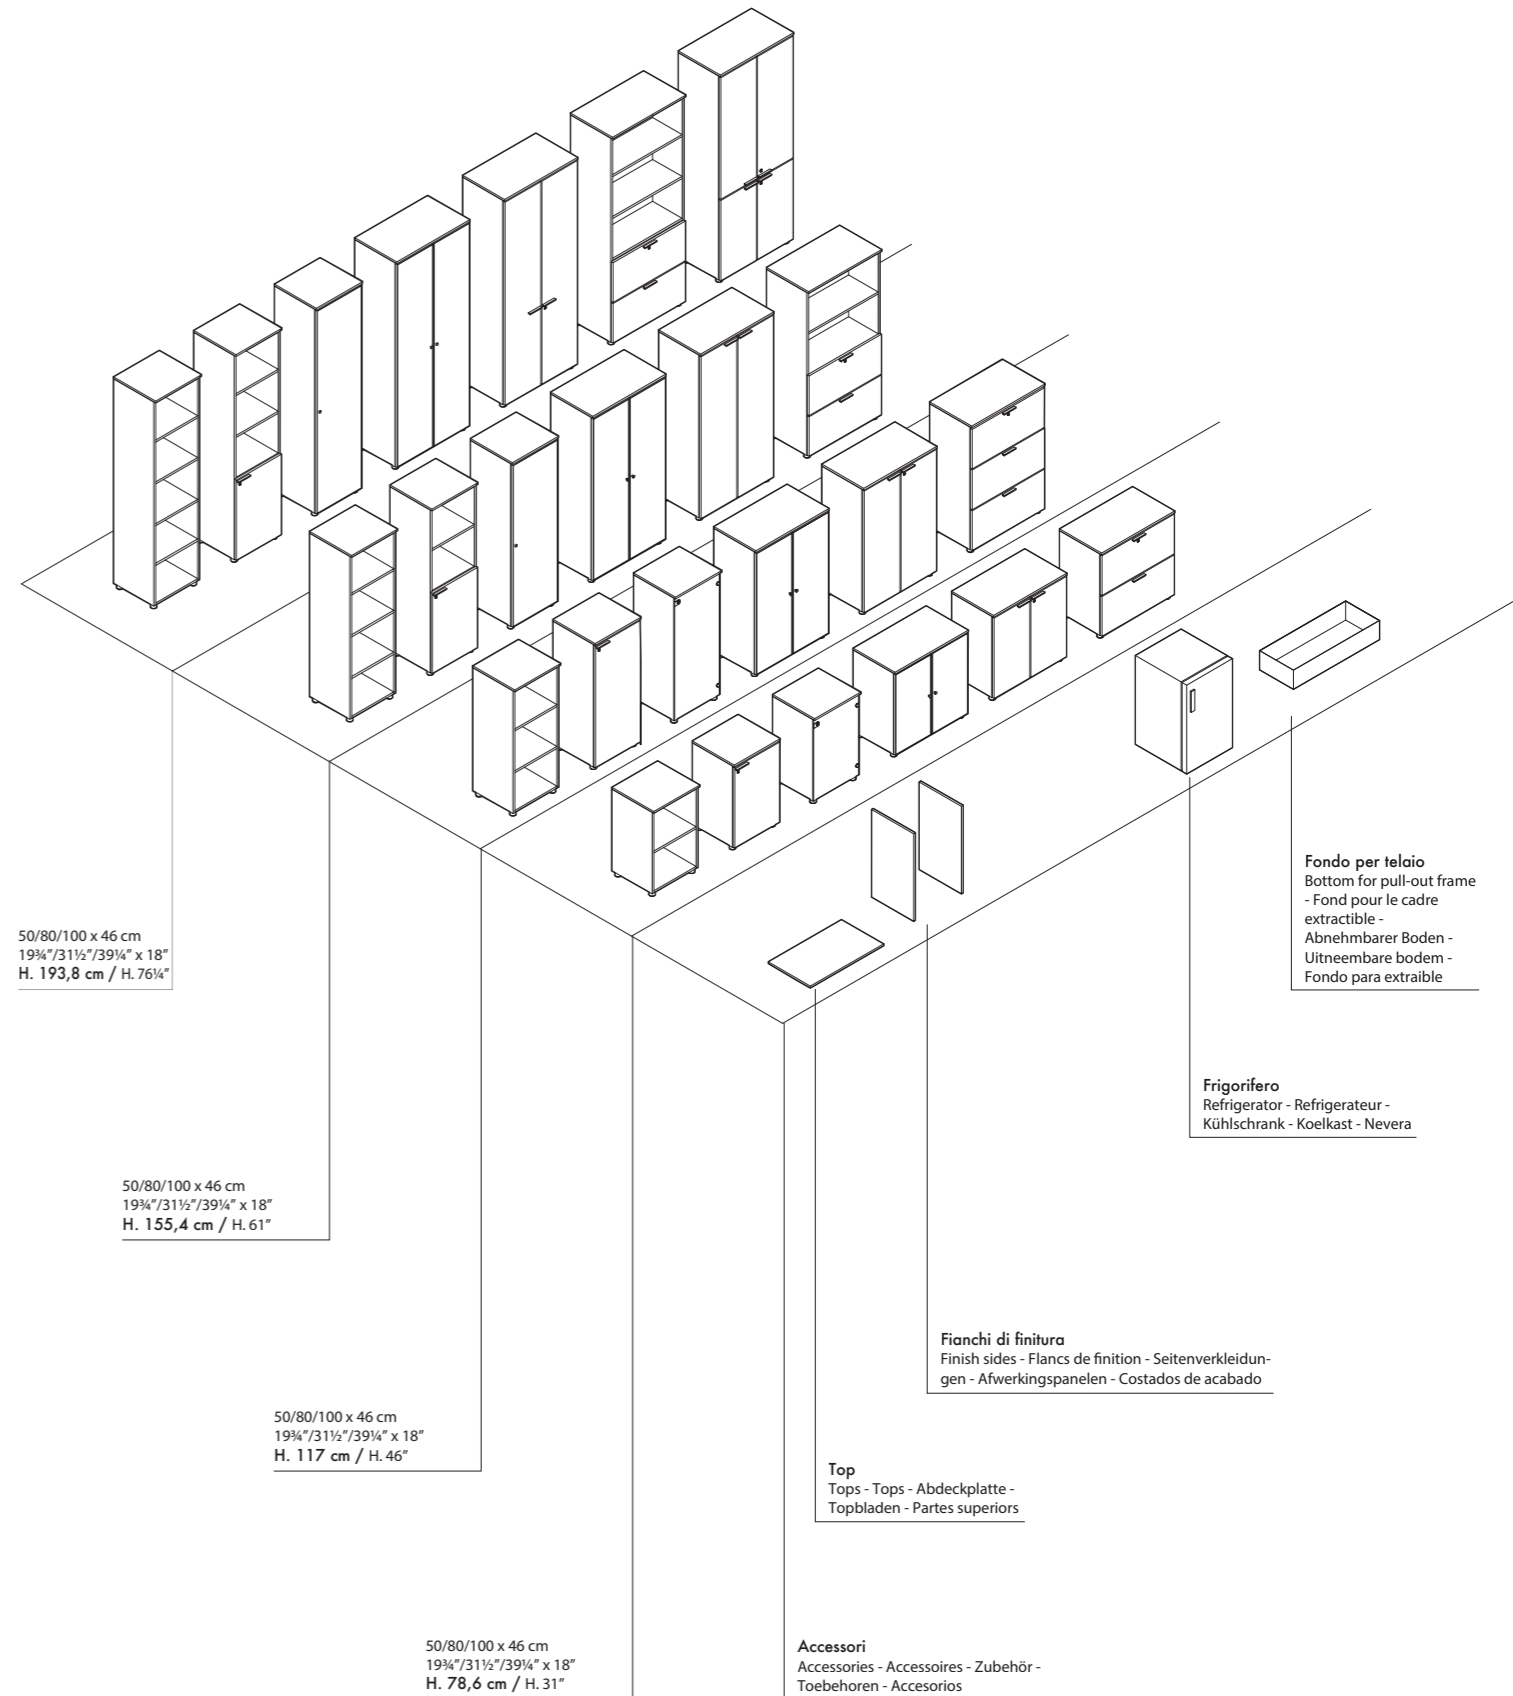 Fondo per telaio
Bottom for pull-out frame
- Fond pour le cadre
extractible -
Abnehmbarer Boden -
Uitneembare bodem -
Fondo para extraible
50/80/100 x 46 cm
19¾”/31½”/39¼” x 18”
H. 193,8 cm / H. 76¼”
Frigorifero
Refrigerator - Refrigerateur -
Kühlschrank - Koelkast - Nevera
50/80/100 x 46 cm
19¾”/31½”/39¼” x 18”
H. 155,4 cm / H. 61”
Fianchi di finitura
Finish sides - Flancs de finition - Seitenverkleidun-
gen - Afwerkingspanelen - Costados de acabado
50/80/100 x 46 cm
19¾”/31½”/39¼” x 18”
H. 117 cm / H. 46”
Top
Tops - Tops - Abdeckplatte -
Topbladen - Partes superiors
50/80/100 x 46 cm
19¾”/31½”/39¼” x 18”
H. 78,6 cm / H. 31”
Accessori
Accessories - Accessoires - Zubehör -
Toebehoren - Accesorios